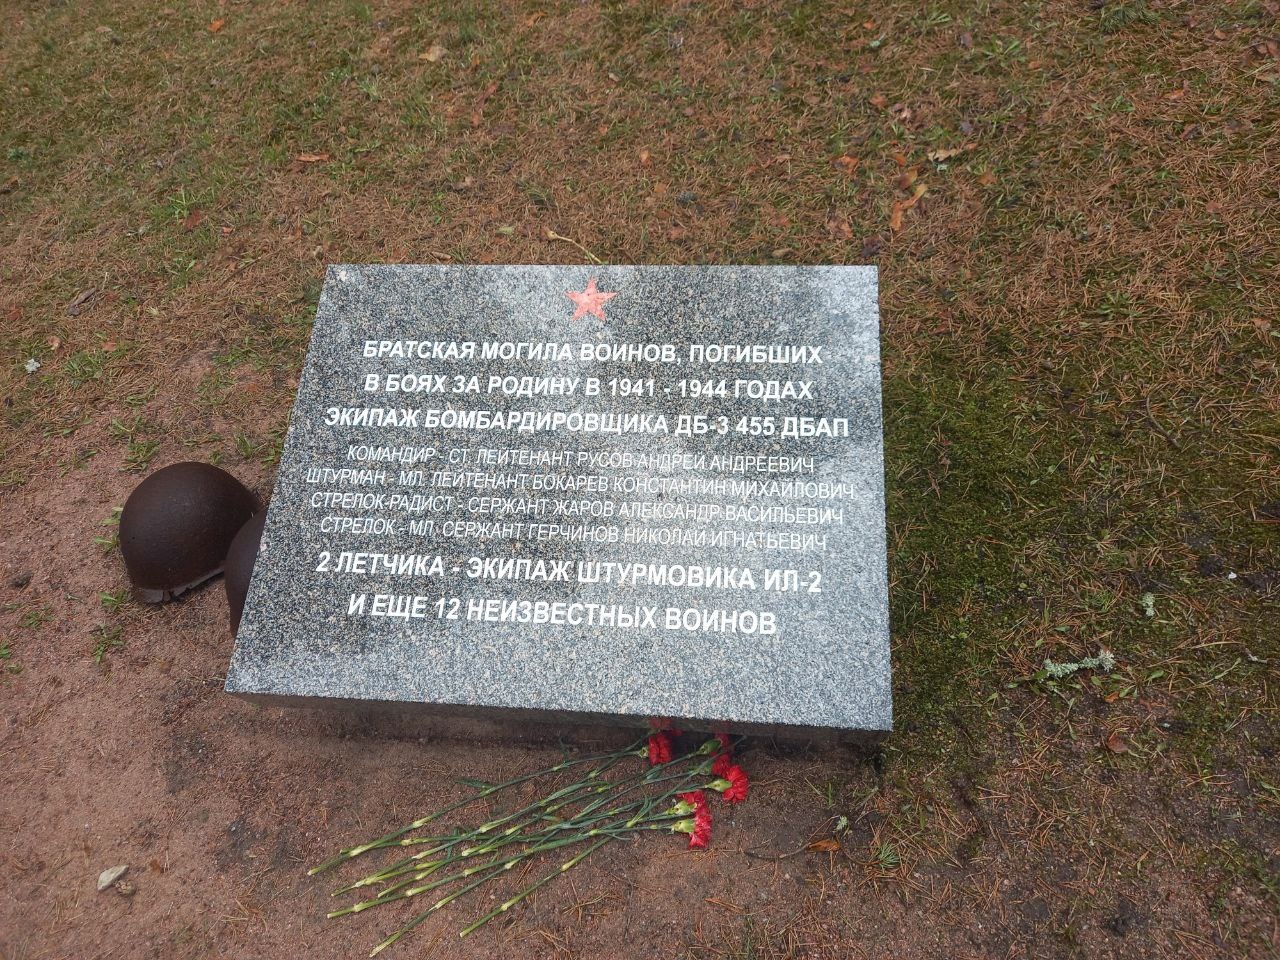 БРАТСКАЯ МОГИЛА ВОИНОВ, ПОГИБШИХ
В БОЯХ ЗА РОДИНУ В 1941 - 1944 ГОДАХ
ЭКИПАЖ БОМБАРДИРОВЩИКА ДБ-3 455 ДБАП
КОМАНДИР - СТ. ЛЕЙТЕНАНТ РУСОВ АНДРЕЙ АНДРЕЕВИЧ
ШТУРМАН - МЛ. ЛЕЙТЕНАНТ БОКАРЕВ КОНСТАНТИН МИХАЙЛОВИЧ
СТРЕЛОК-РАДИСТ - СЕРЖАНТ ЖАРОВ АЛЕКСАНДР ВАСИЛЬЕВИЧ
СТРЕЛОК - МЛ. СЕРЖАНТ ГЕРЧИНОВ НИКОЛАЙ ИГНАТЬЕВИЧ
2 ЛЕТЧИКА - ЭКИПАЖ ШТУРМОВИКА ИЛ-2
И ЕЩЕ 12 НЕИЗВЕСТНЫХ ВОИНОВ